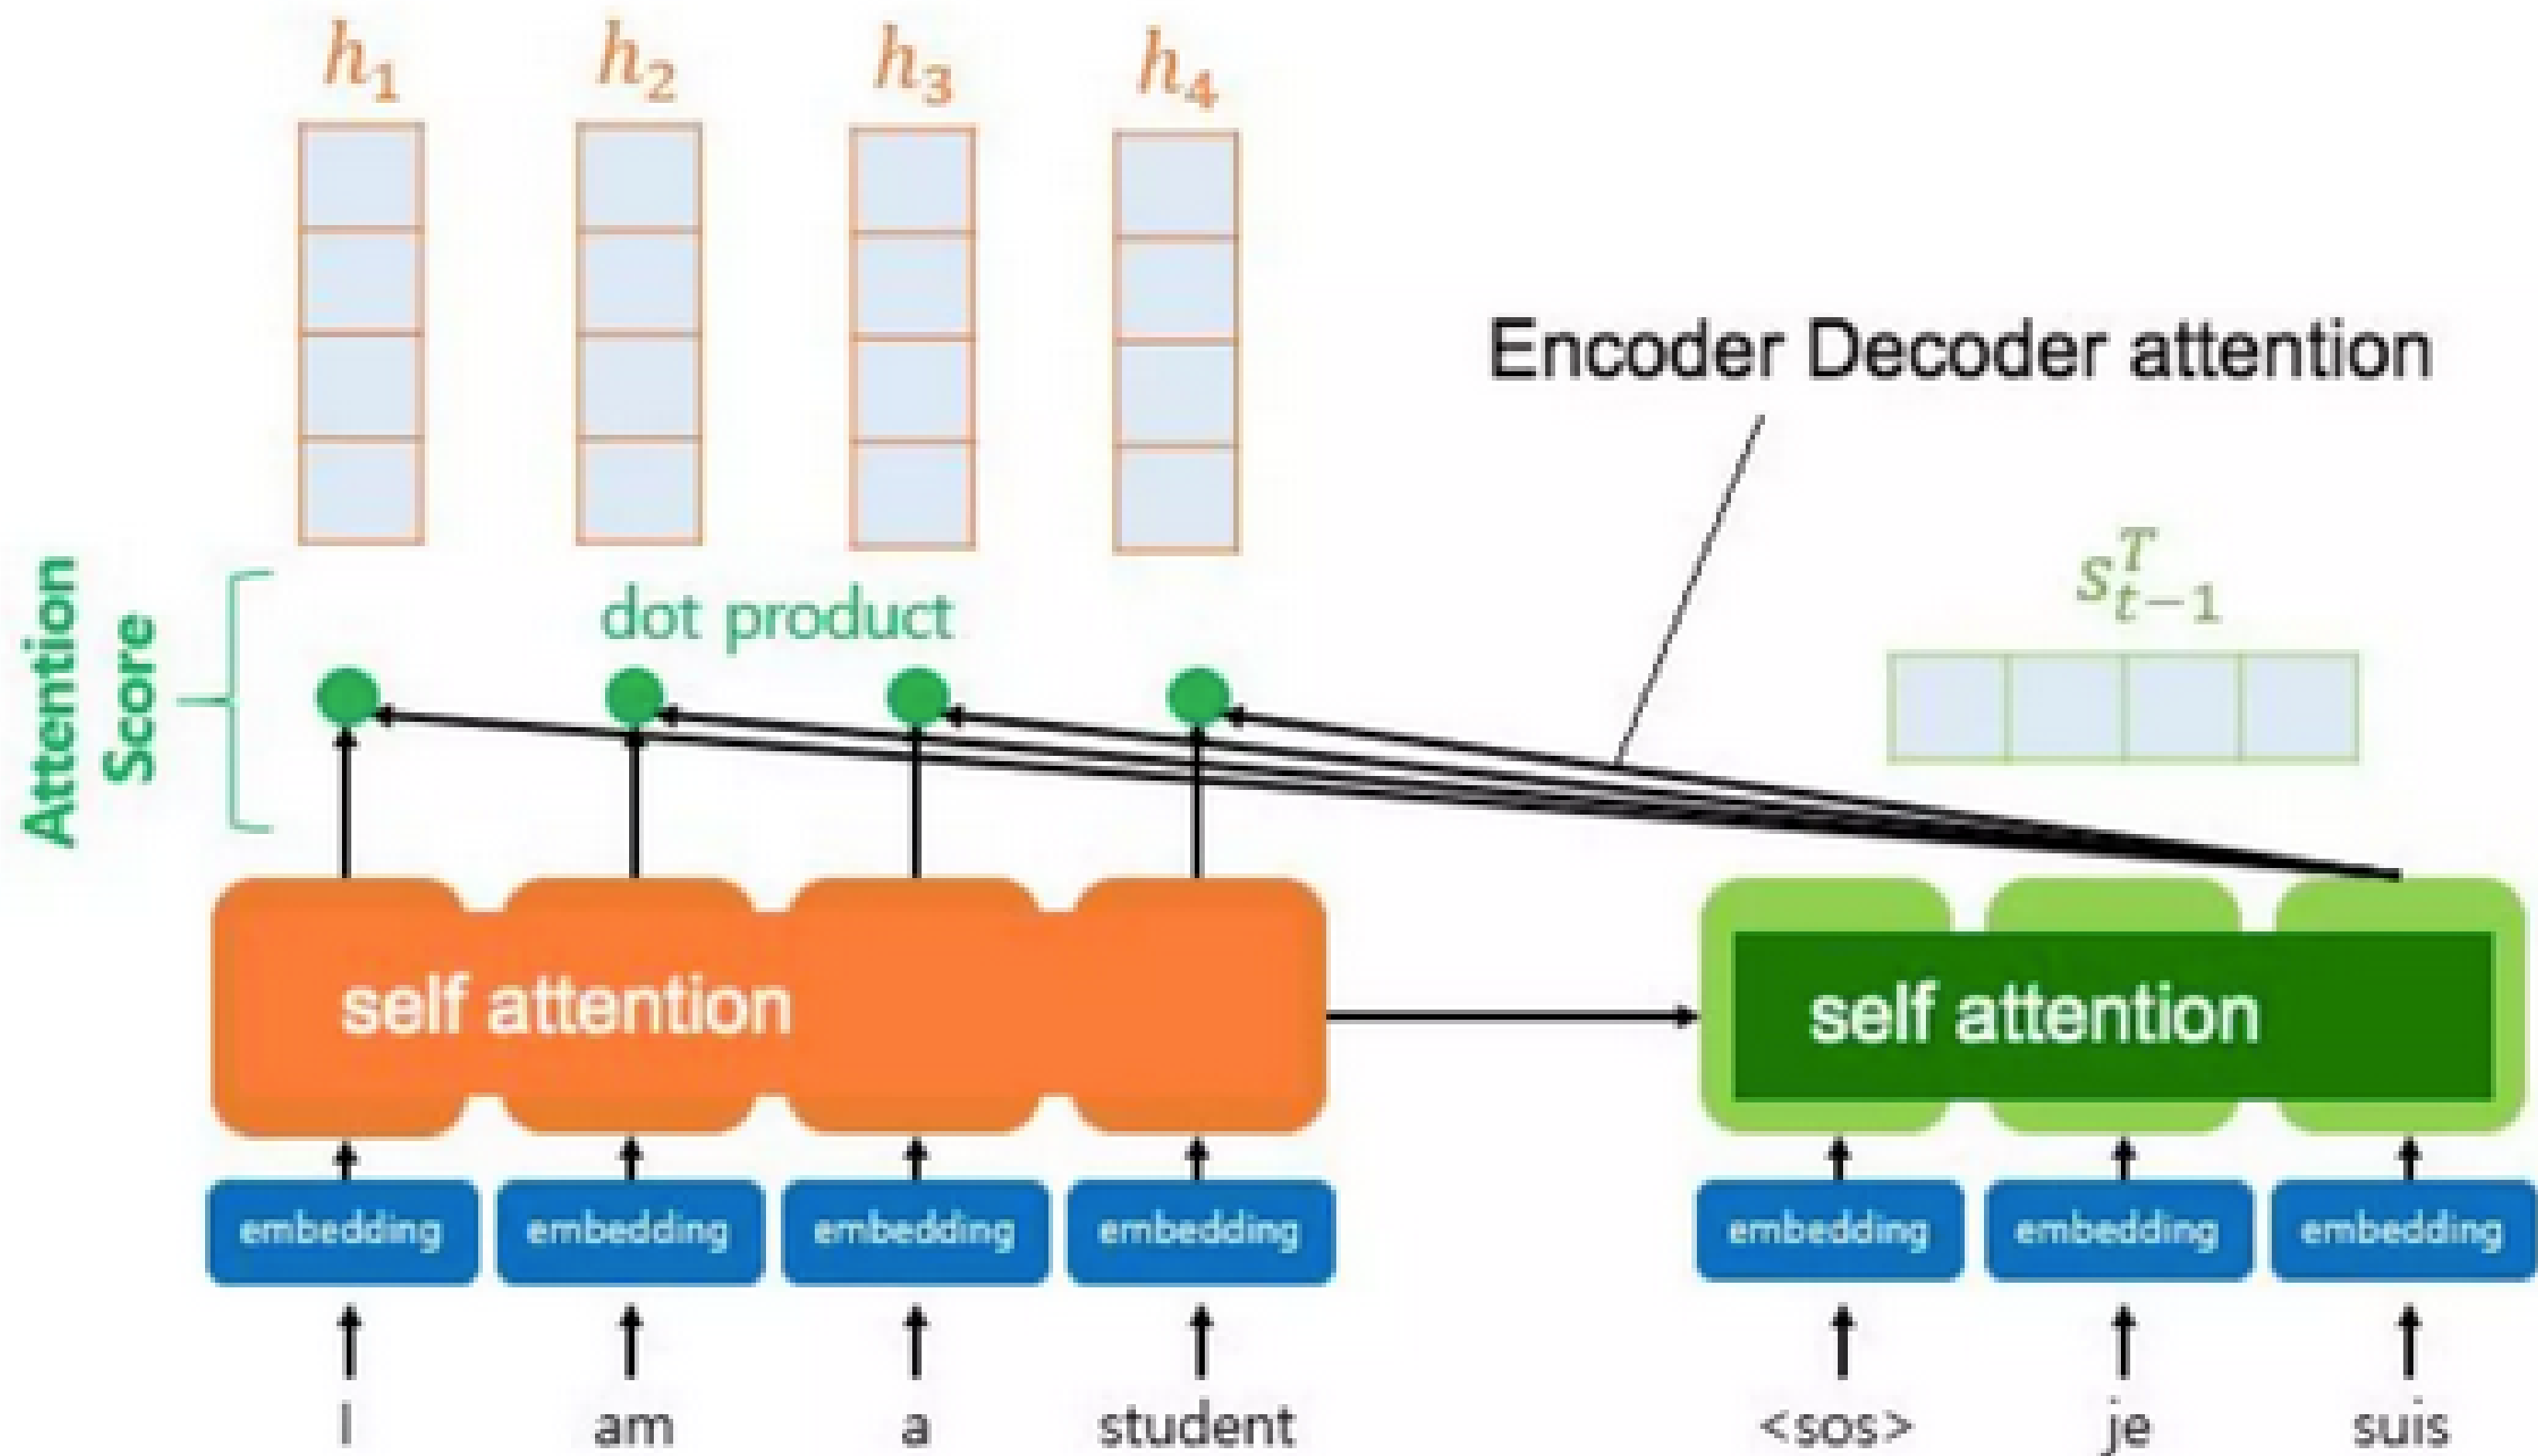 h₁ h₂ h₃ h₄
Encoder Decoder attention
Attention
Score
dot product
s_{t-1}^T
self attention
self attention
embedding embedding embedding embedding embedding embedding embedding
I am a student <sos> je suis